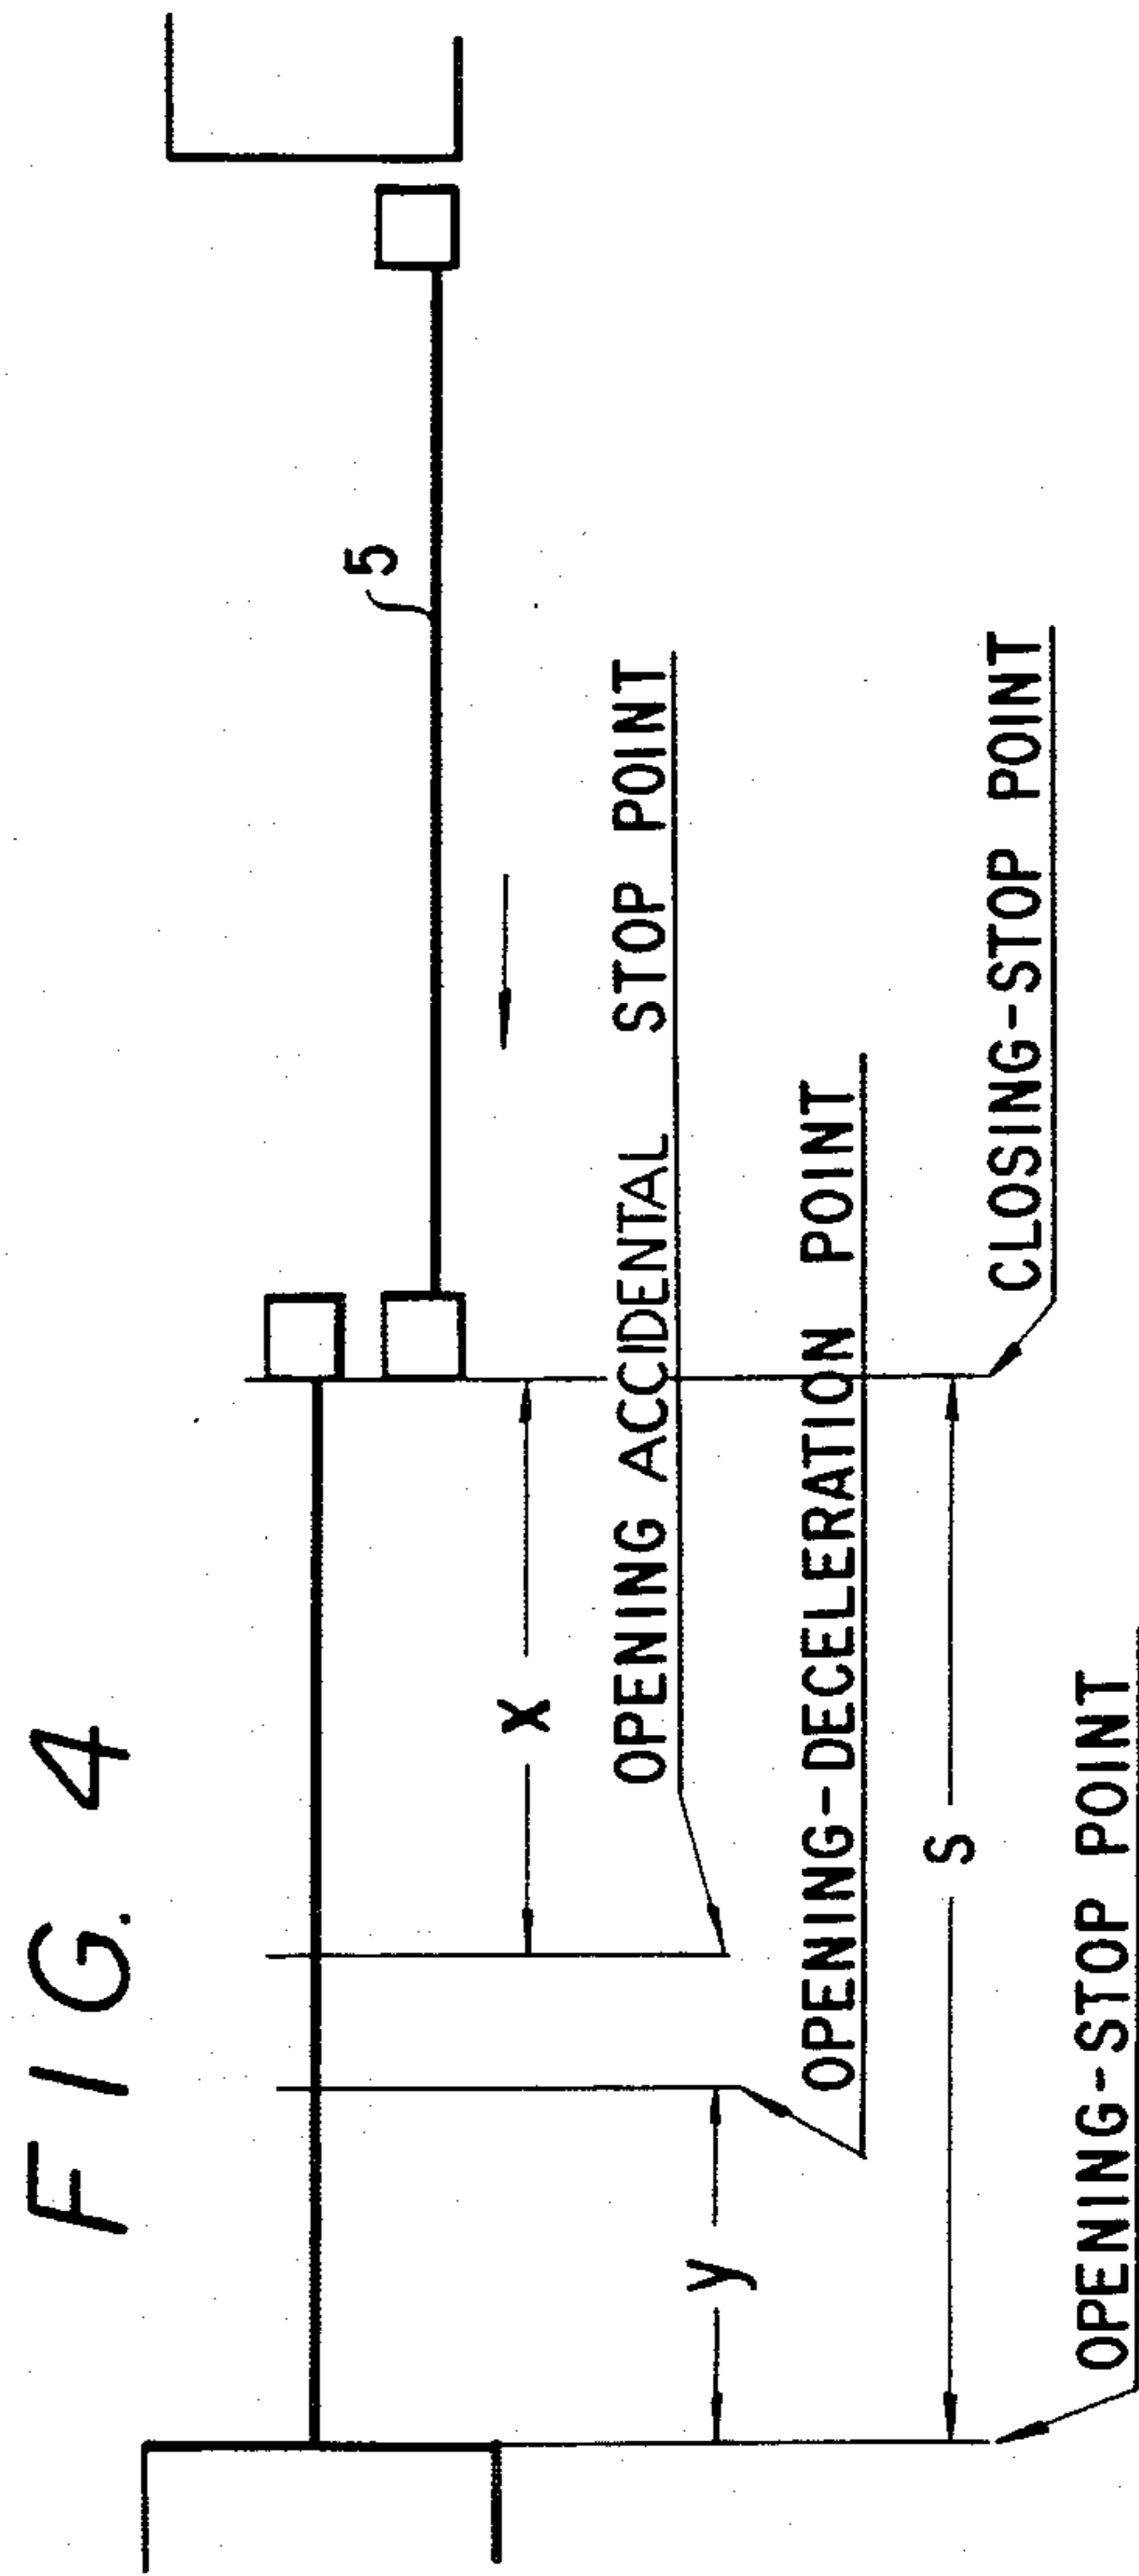 FIG. 4
5
X
OPENING ACCIDENTAL STOP POINT
y
OPENING-DECELERATION POINT
S
CLOSING-STOP POINT
OPENING-STOP POINT